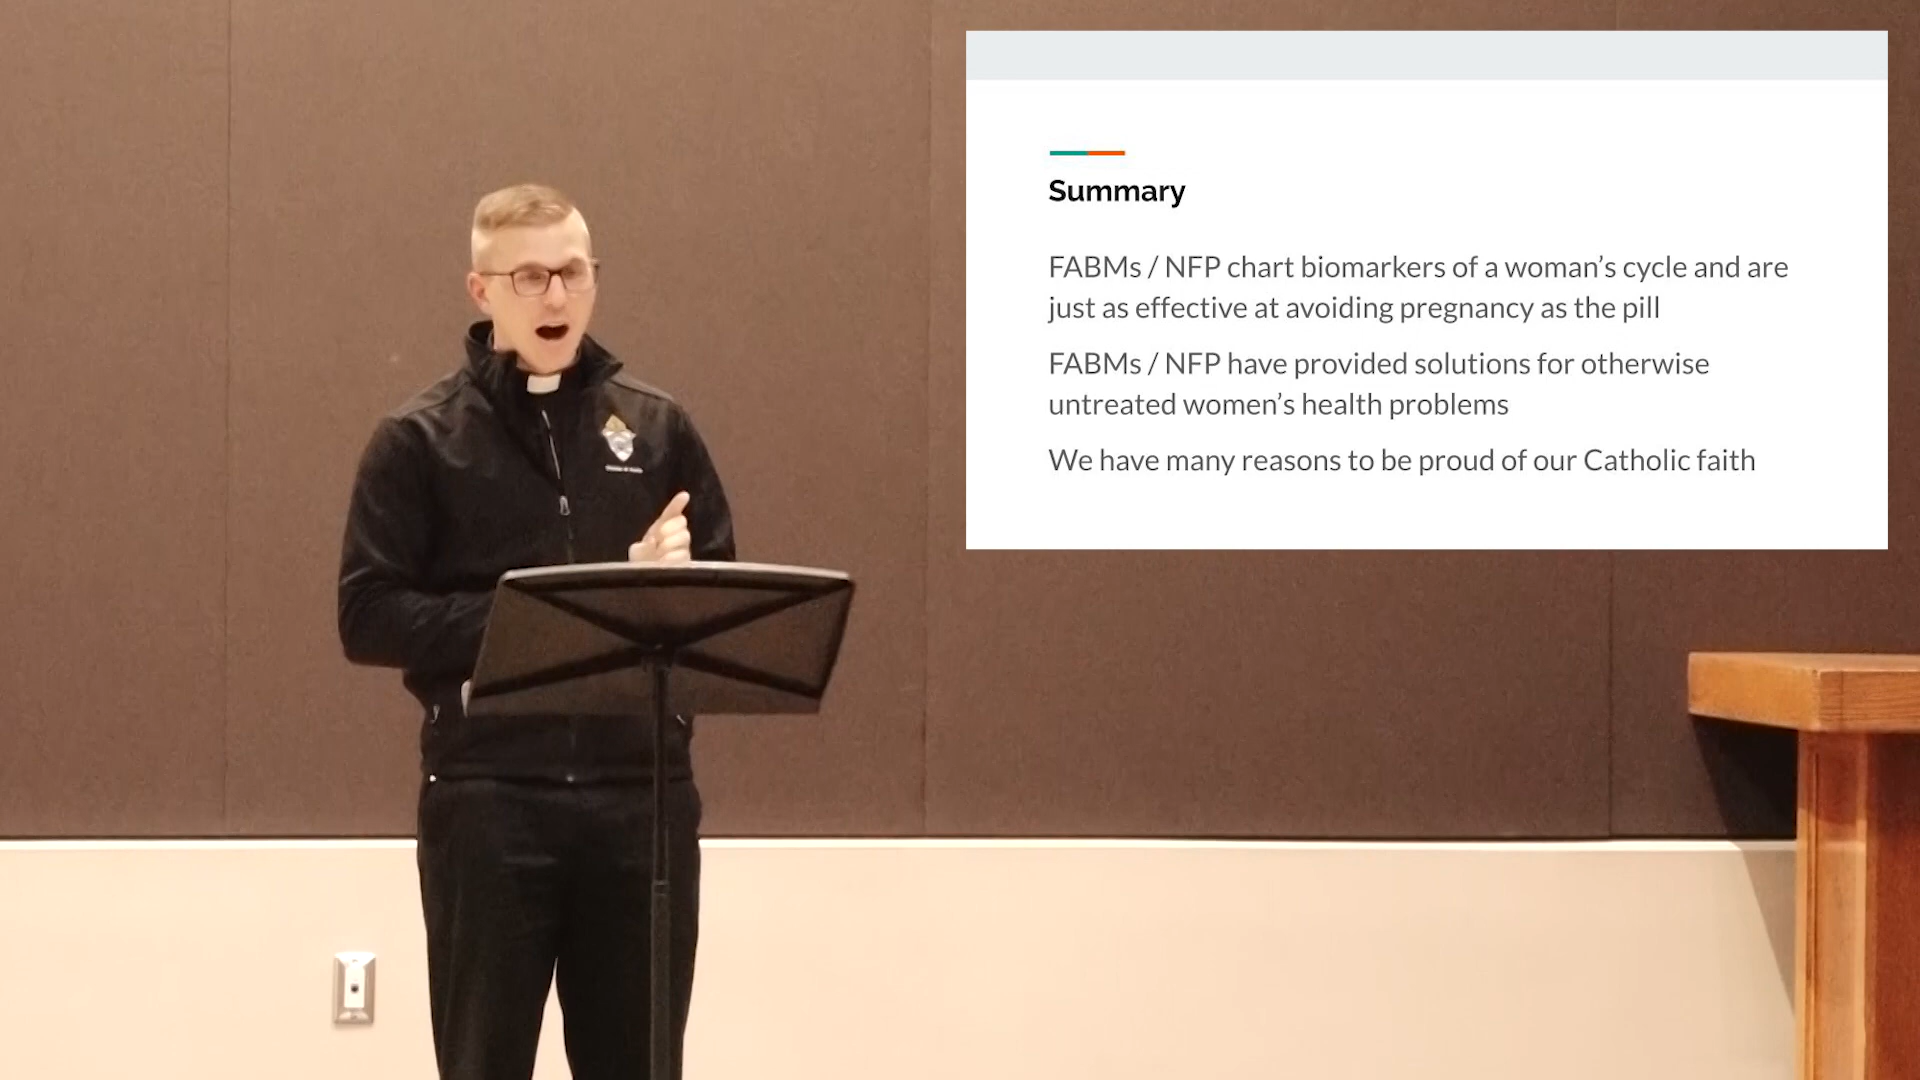 Summary
FABMs / NFP chart biomarkers of a woman’s cycle and are
just as effective at avoiding pregnancy as the pill
FABMs / NFP have provided solutions for otherwise
untreated women’s health problems
We have many reasons to be proud of our Catholic faith